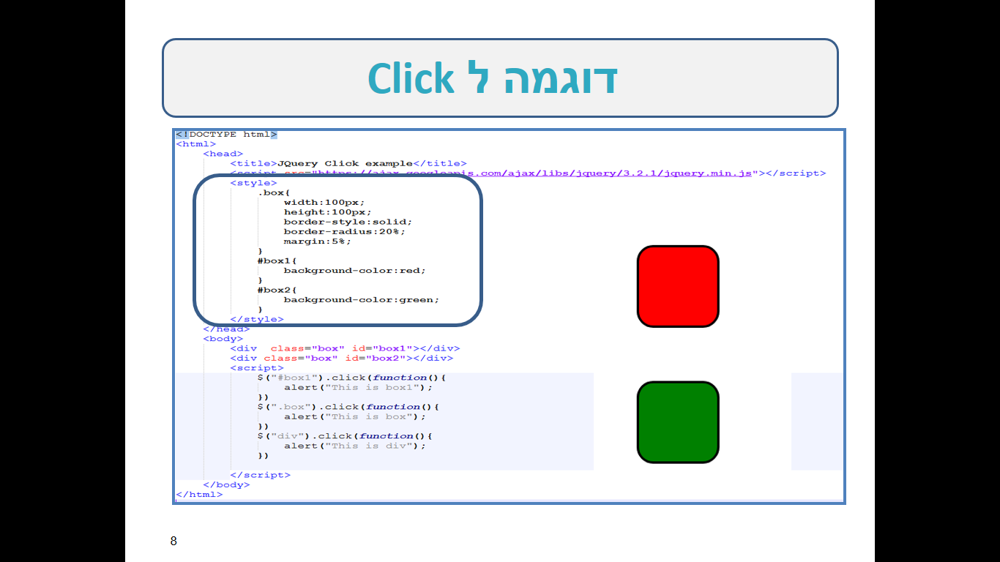 דוגמה ל Click
<!DOCTYPE html>
<html>
<head>
<title>JQuery Click example</title>
<script src="https://ajax.googleapis.com/ajax/libs/jquery/3.2.1/jquery.min.js"></script>
<style>
.box{
width:100px;
height:100px;
border-style:solid;
border-radius:20%;
margin:5%;
}
#box1{
background-color:red;
}
#box2{
background-color:green;
}
</style>
</head>
<body>
<div  class="box" id="box1"></div>
<div class="box" id="box2"></div>
<script>
$("#box1").click(function(){
alert("This is box1");
})
$(".box").click(function(){
alert("This is box");
})
$("div").click(function(){
alert("This is div");
})
</script>
</body>
</html>
8